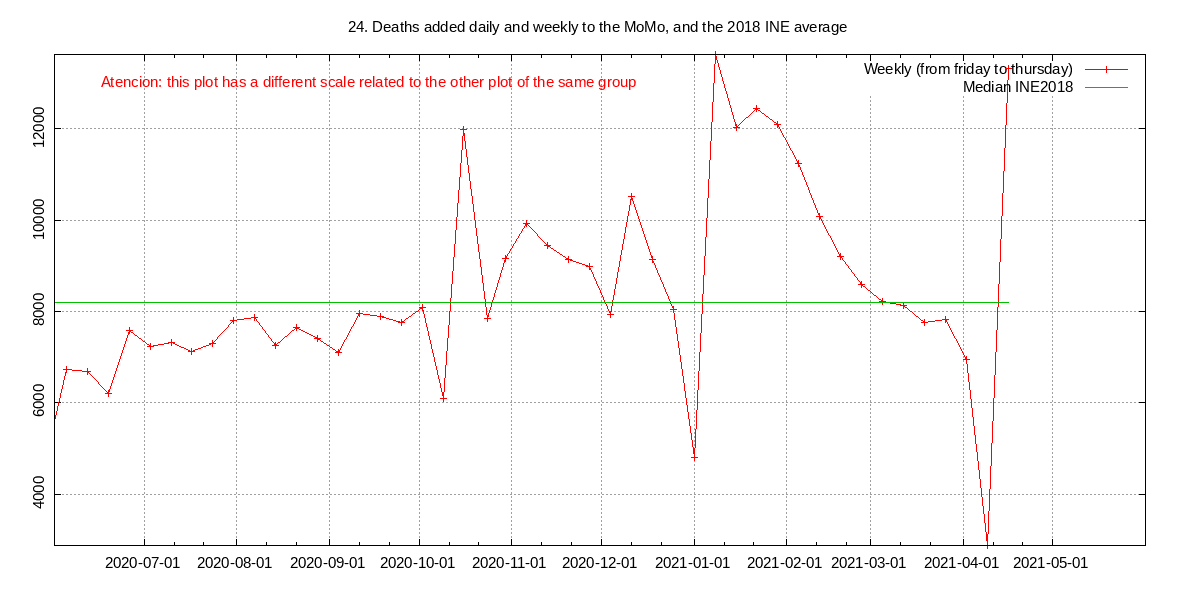 24. Deaths added daily and weekly to the MoMo, and the 2018 INE average
Atencion: this plot has a different scale related to the other plot of the same group
Weekly (from friday to thursday)
Median INE2018
12000
10000
8000
6000
4000
2020-07-01 2020-08-01 2020-09-01 2020-10-01 2020-11-01 2020-12-01 2021-01-01 2021-02-01 2021-03-01 2021-04-01 2021-05-01